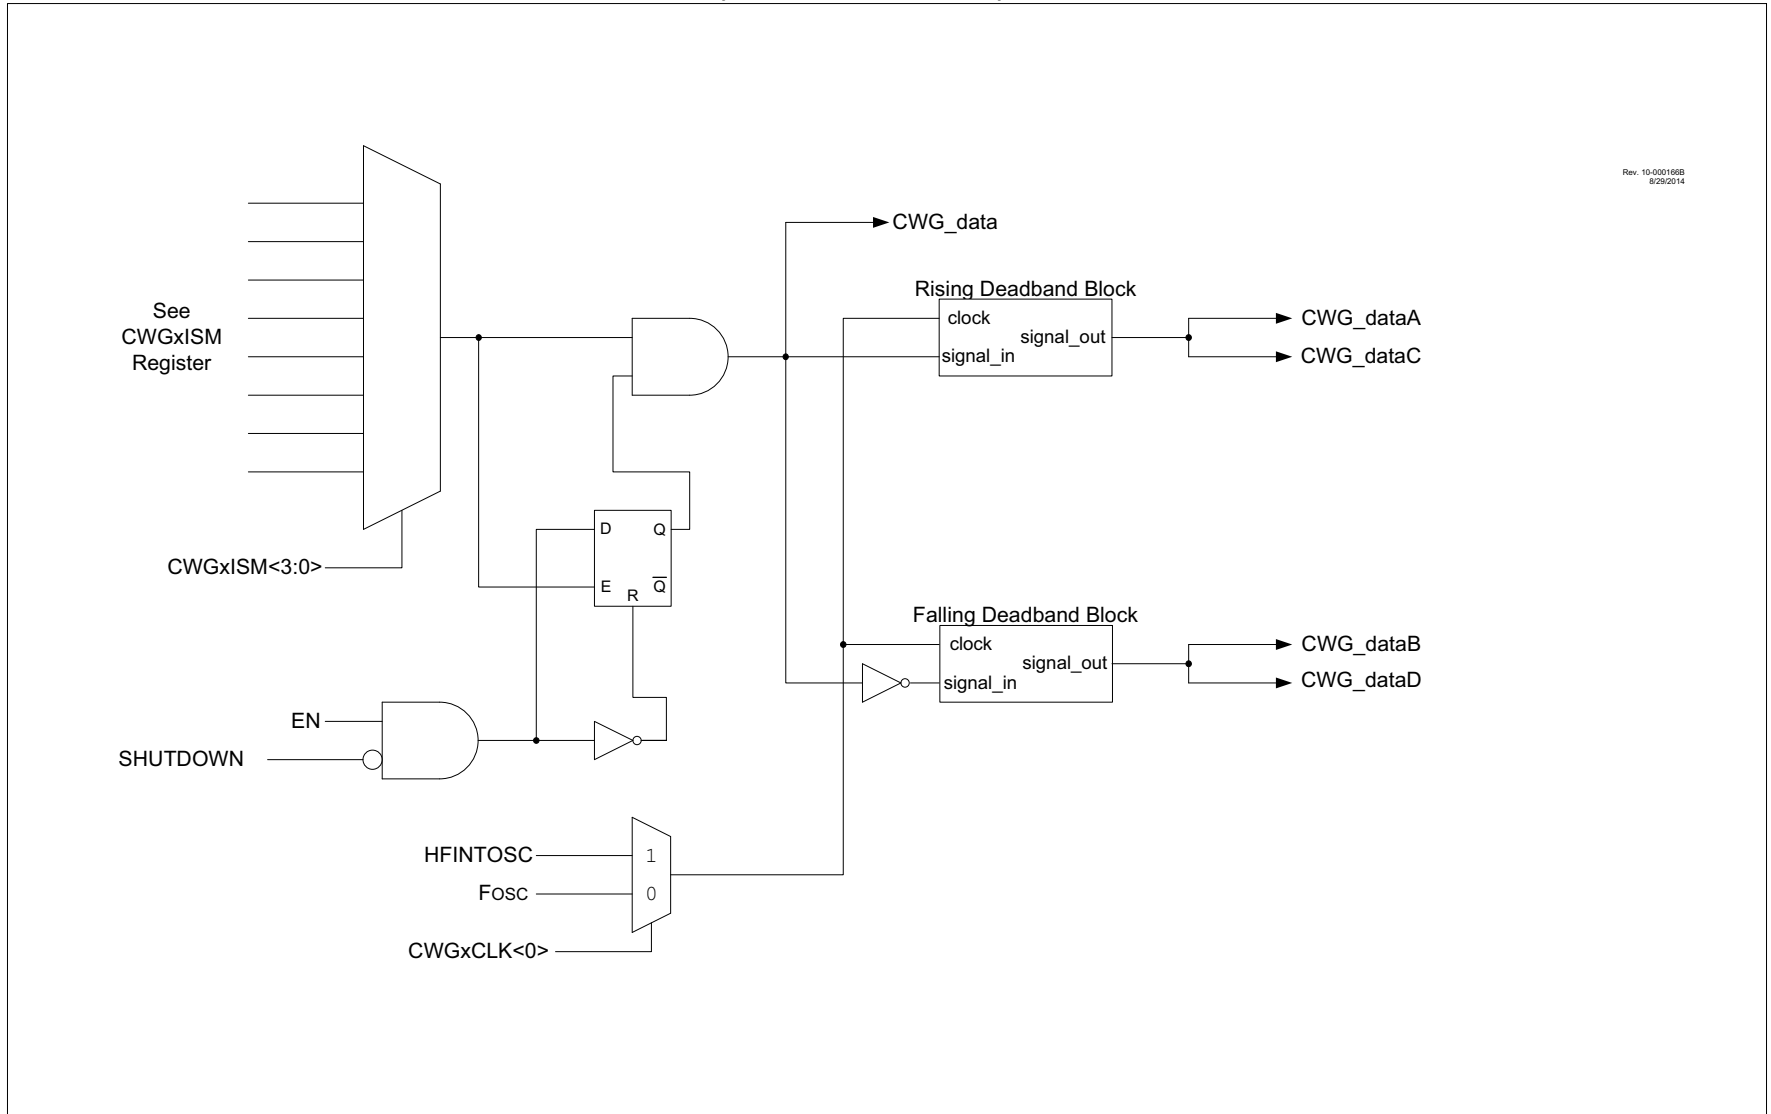 Rev. 10-000166B
8/29/2014
CWG_data
Rising Deadband Block
clock
signal_out
signal_in
CWG_dataA
CWG_dataC
See
CWGxISM
Register
D
Q
E
R
Q
CWGxISM<3:0>
Falling Deadband Block
clock
signal_out
signal_in
CWG_dataB
CWG_dataD
EN
SHUTDOWN
HFINTOSC
1
FOSC
0
CWGxCLK<0>